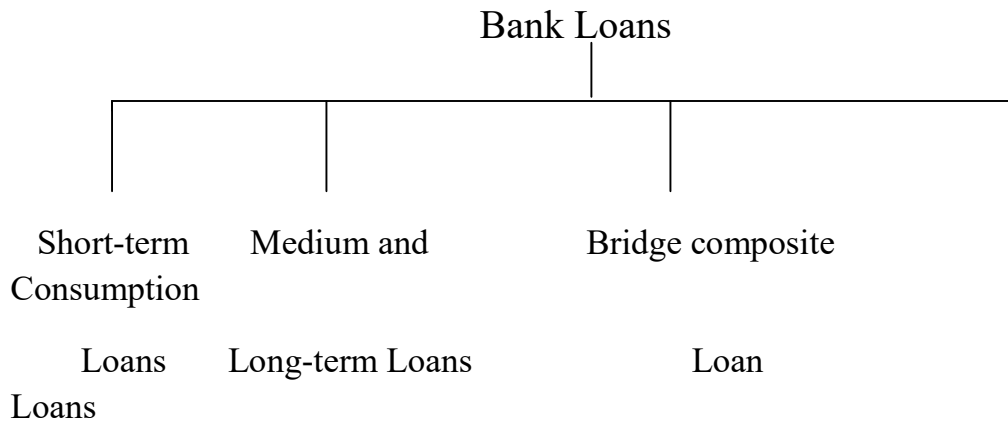 Bank Loans
Short-term Medium and Bridge composite
Consumption
Loans Long-term Loans Loan
Loans